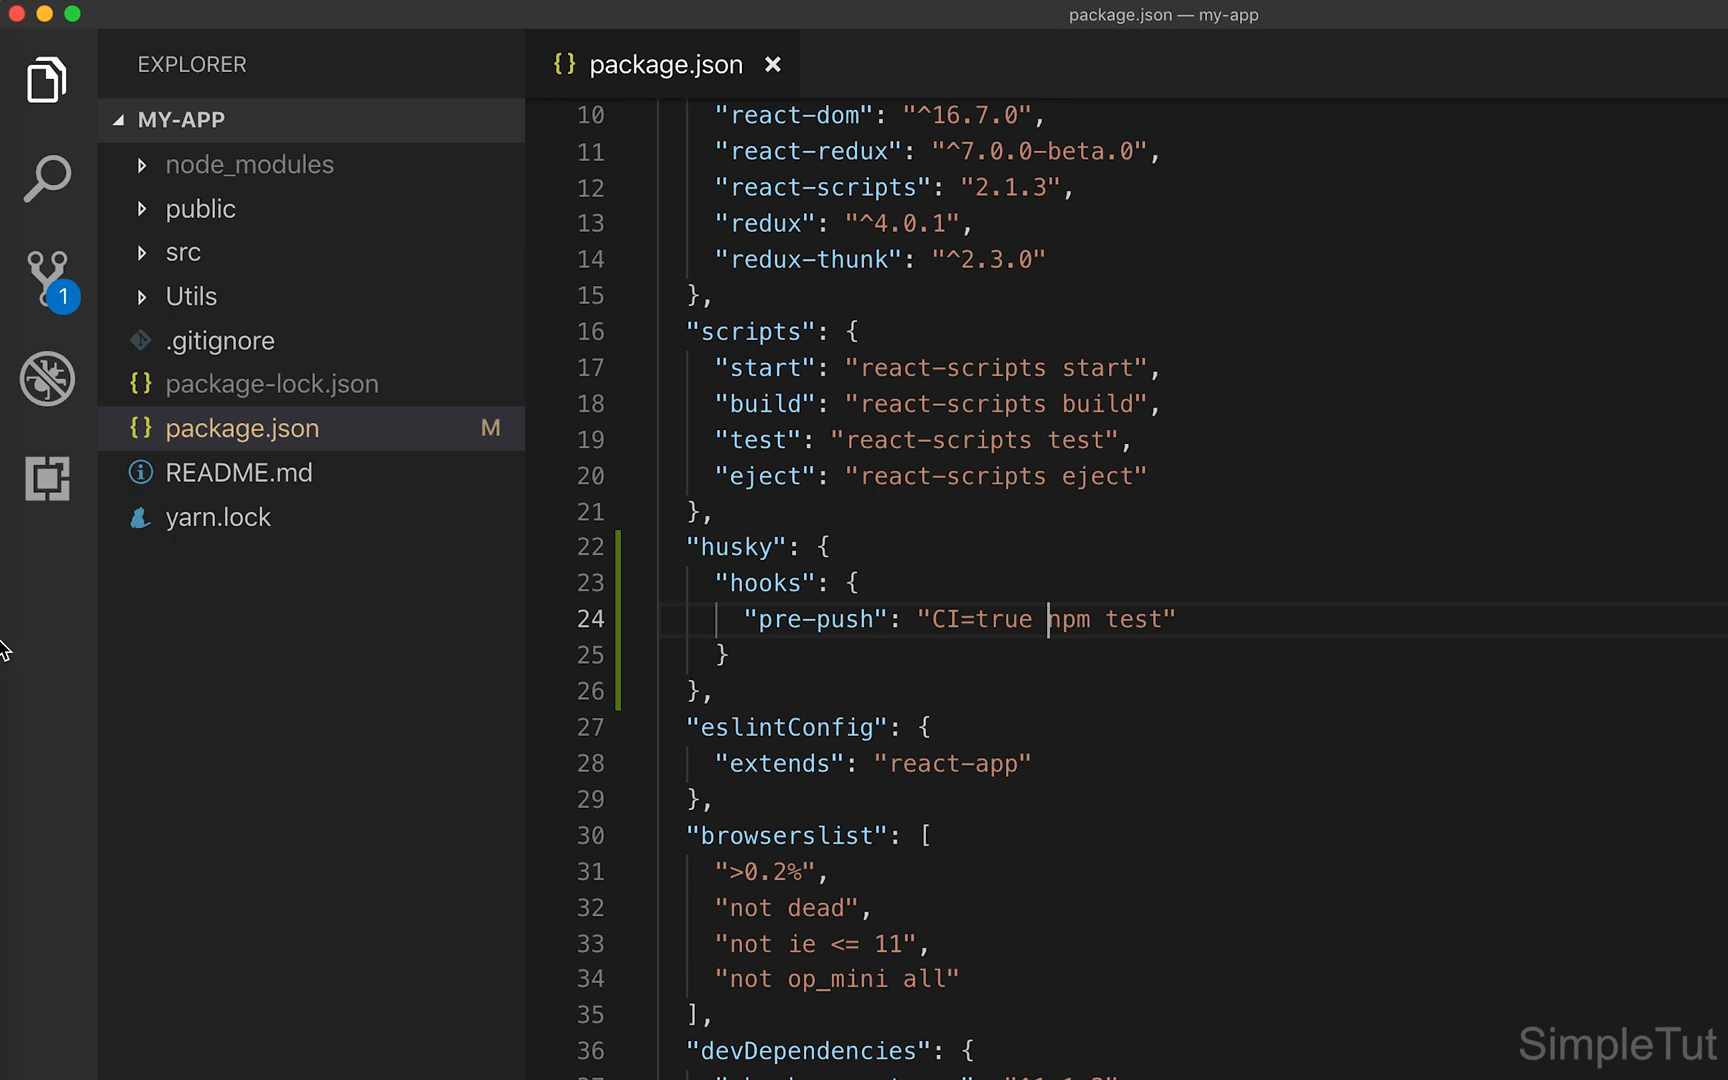 package.json — my-app
EXPLORER
MY-APP
node_modules
public
src
Utils
.gitignore
{} package-lock.json
{} package.json M
README.md
yarn.lock
1
{} package.json ×
10 "react-dom": "^16.7.0",
11 "react-redux": "^7.0.0-beta.0",
12 "react-scripts": "2.1.3",
13 "redux": "^4.0.1",
14 "redux-thunk": "^2.3.0"
15 },
16 "scripts": {
17 "start": "react-scripts start",
18 "build": "react-scripts build",
19 "test": "react-scripts test",
20 "eject": "react-scripts eject"
21 },
22 "husky": {
23 "hooks": {
24 "pre-push": "CI=true npm test"
25 }
26 },
27 "eslintConfig": {
28 "extends": "react-app"
29 },
30 "browserslist": [
31 ">0.2%",
32 "not dead",
33 "not ie <= 11",
34 "not op_mini all"
35 ],
36 "devDependencies": {
SimpleTut